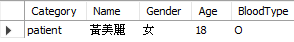 Category Name Gender Age BloodType
patient 黃美麗 女 18 O